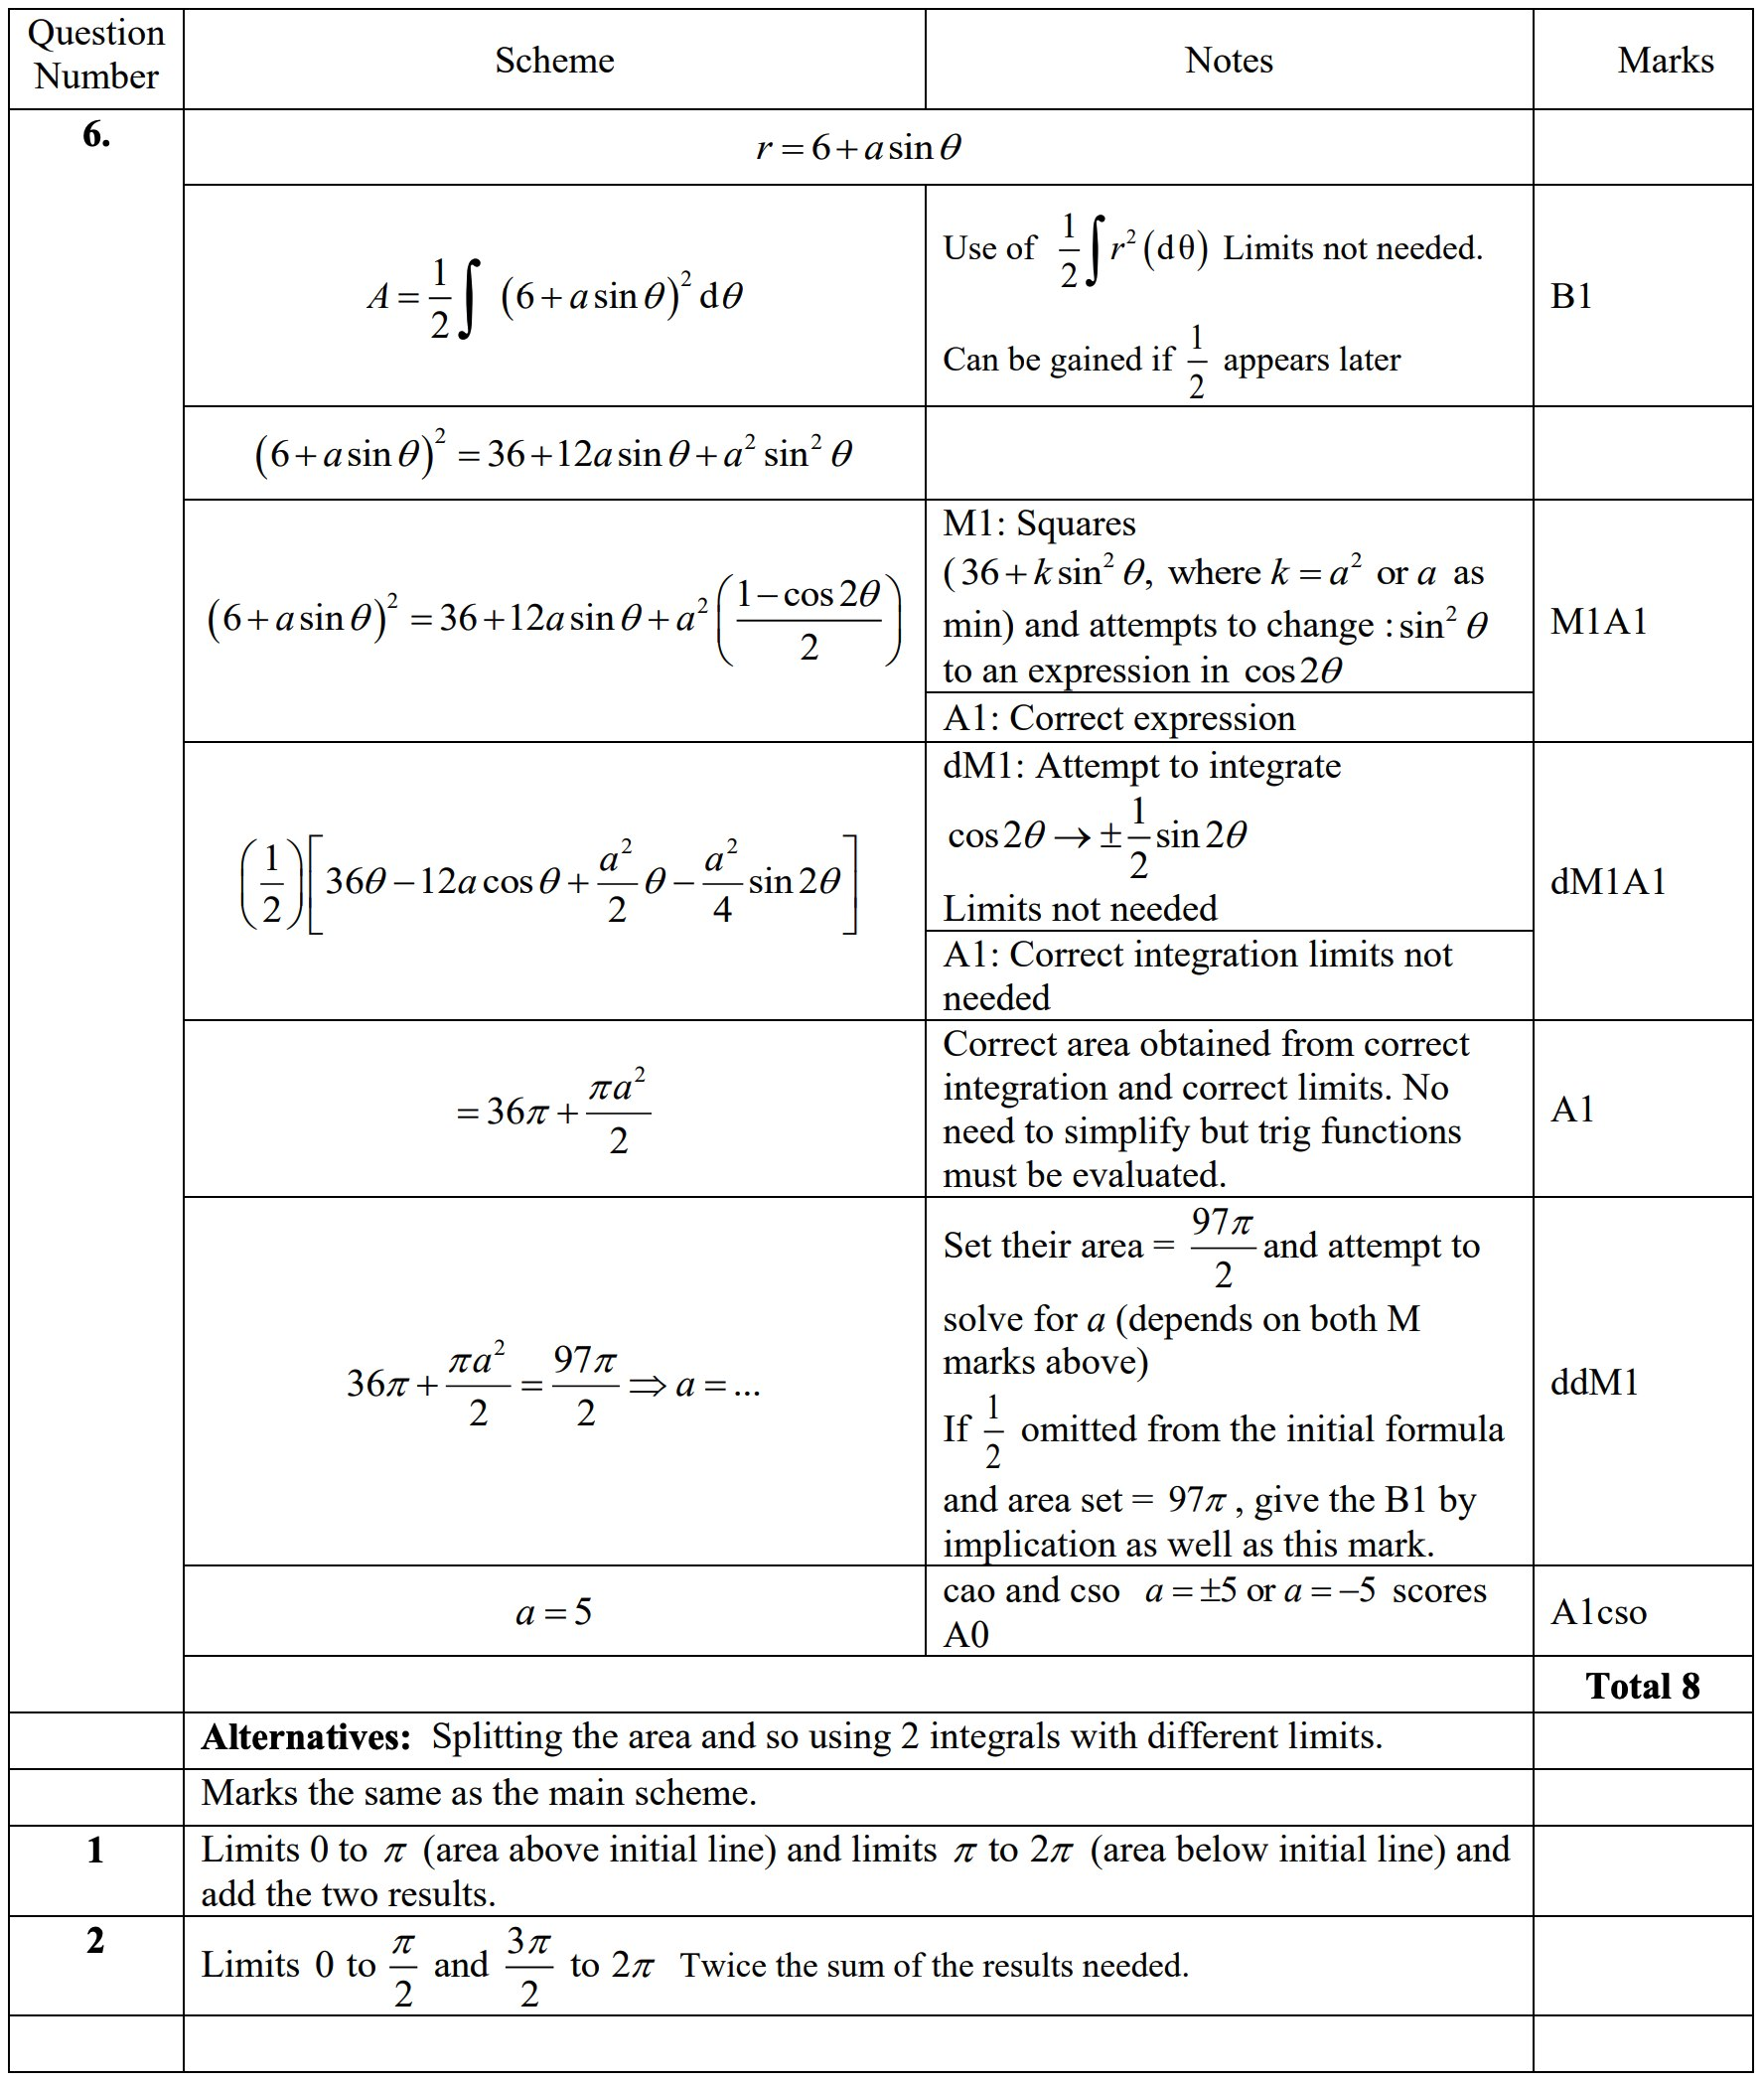 Question Number | Scheme | Notes | Marks
6. | r = 6 + a sin θ
A = 1/2 ∫ (6 + a sin θ)² dθ | Use of 1/2 ∫ r² (dθ) Limits not needed.
Can be gained if 1/2 appears later | B1
(6 + a sin θ)² = 36 + 12a sin θ + a² sin² θ
(6 + a sin θ)² = 36 + 12a sin θ + a² ((1 − cos 2θ)/2) | M1: Squares
(36 + k sin² θ, where k = a² or a as
min) and attempts to change : sin² θ
to an expression in cos 2θ | M1A1
A1: Correct expression
(1/2)[36θ − 12a cos θ + a²/2 θ − a²/4 sin 2θ] | dM1: Attempt to integrate
cos 2θ → ± 1/2 sin 2θ
Limits not needed | dM1A1
A1: Correct integration limits not
needed
= 36π + πa²/2 | Correct area obtained from correct
integration and correct limits. No
need to simplify but trig functions
must be evaluated. | A1
36π + πa²/2 = 97π/2 ⇒ a = ... | Set their area = 97π/2 and attempt to
solve for a (depends on both M
marks above)
If 1/2 omitted from the initial formula
and area set = 97π , give the B1 by
implication as well as this mark. | ddM1
a = 5 | cao and cso a = ±5 or a = −5 scores
A0 | A1cso
Total 8
Alternatives: Splitting the area and so using 2 integrals with different limits.
Marks the same as the main scheme.
1 | Limits 0 to π (area above initial line) and limits π to 2π (area below initial line) and
add the two results.
2 | Limits 0 to π/2 and 3π/2 to 2π Twice the sum of the results needed.